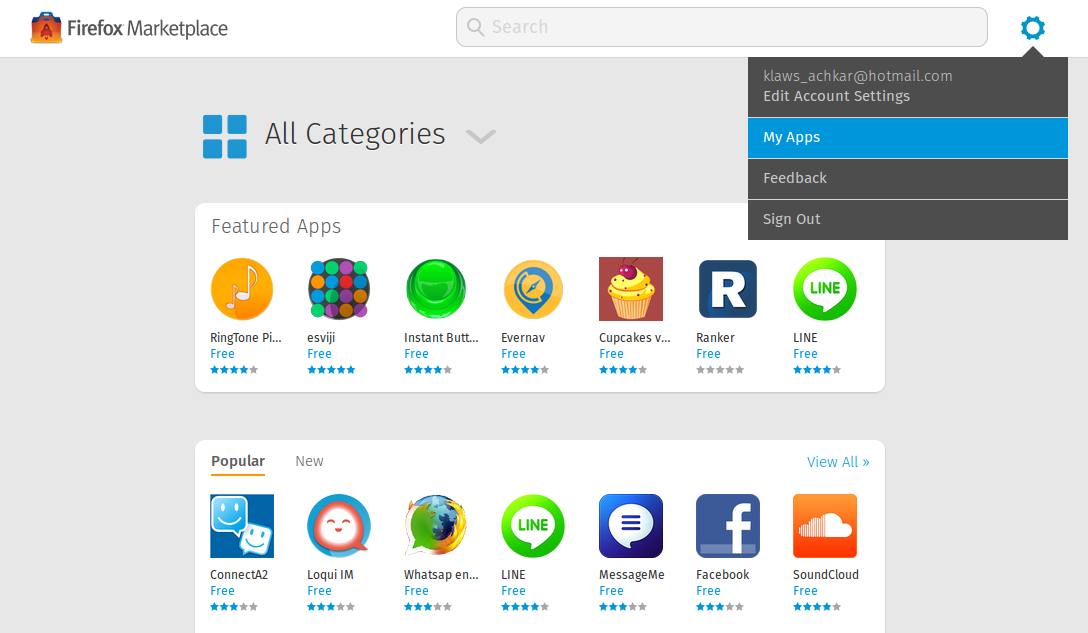 Firefox Marketplace
Search
klaws_achkar@hotmail.com
Edit Account Settings
My Apps
Feedback
Sign Out
All Categories
Featured Apps
LINE
R
RingTone Pi...
esviji
Instant Butt...
Evernav
Cupcakes v...
Ranker
LINE
Free
Free
Free
Free
Free
Free
Free
Popular
New
View All »
LINE
f
ConnectA2
Loqui IM
Whatsap en...
LINE
MessageMe
Facebook
SoundCloud
Free
Free
Free
Free
Free
Free
Free